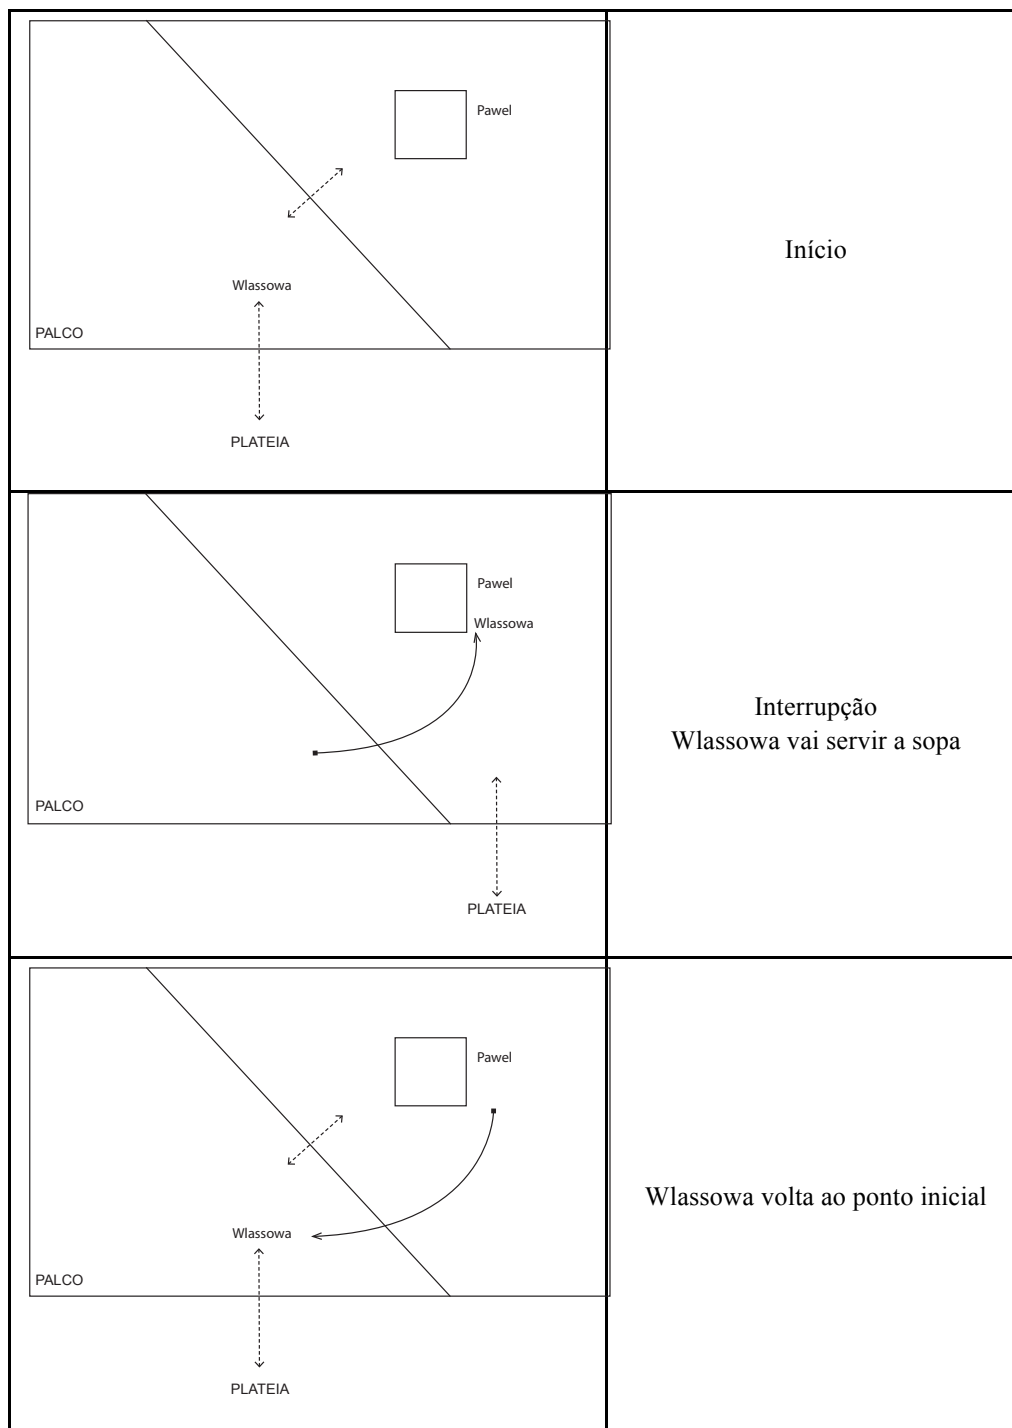 Pawel
Wlassowa
PALCO
PLATEIA
Início
Pawel
Wlassowa
PALCO
PLATEIA
Interrupção
Wlassowa vai servir a sopa
Pawel
Wlassowa
PALCO
PLATEIA
Wlassowa volta ao ponto inicial